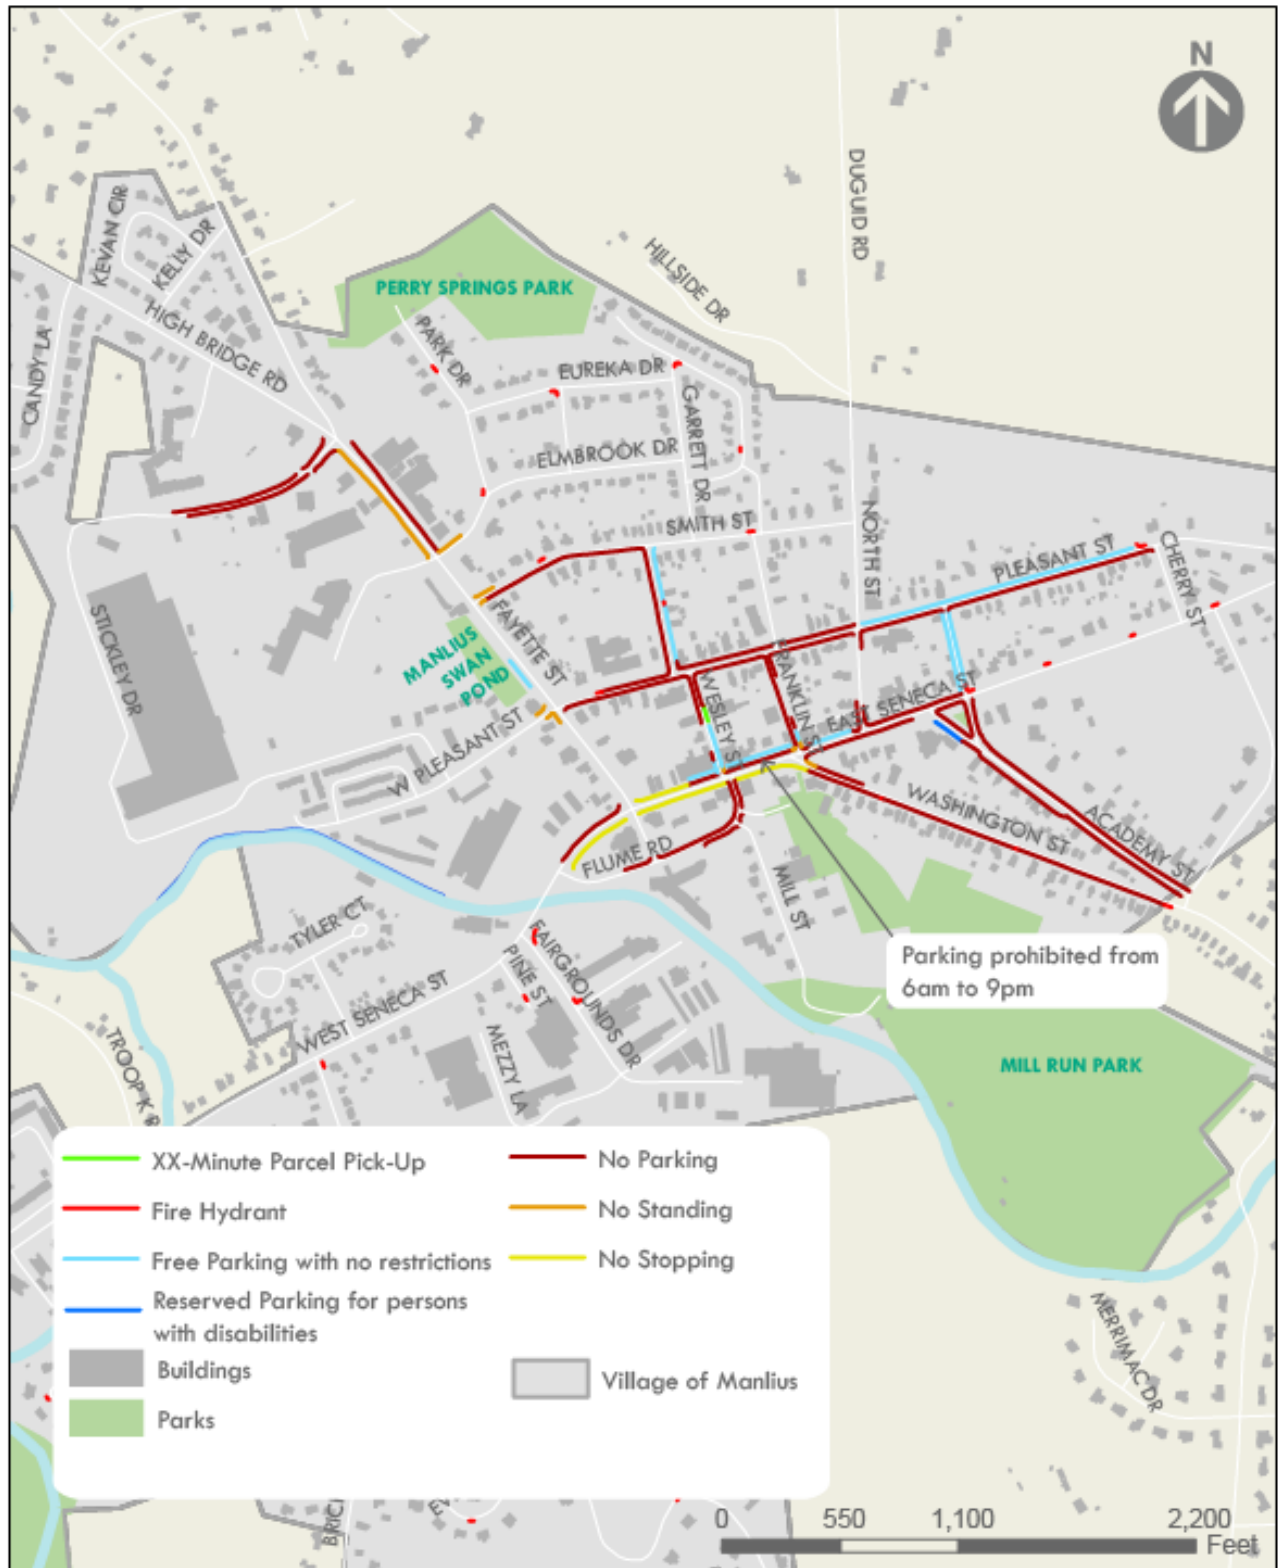 N
DUGUID RD
KEVAN CIR
KELLY DR
HILLSIDE DR
PERRY SPRINGS PARK
HIGH BRIDGE RD
PARK DR
CANDY LA
EUREKA DR
GARRETT DR
ELMBROOK DR
SMITH ST
NORTH ST
PLEASANT ST
CHERRY ST
STICKLEY DR
FAYETTE ST
MANLIUS
SWAN
POND
FRANKLIN ST
WESLEY ST
EAST SENECA ST
W PLEASANT ST
WASHINGTON ST
ACADEMY ST
FLUME RD
MILL ST
TYLER CT
FAIRGROUNDS DR
PINE ST
Parking prohibited from
6am to 9pm
WEST SENECA ST
MEZZY LA
TROOP K R
MILL RUN PARK
XX-Minute Parcel Pick-Up
Fire Hydrant
Free Parking with no restrictions
Reserved Parking for persons
with disabilities
Buildings
Parks
No Parking
No Standing
No Stopping
Village of Manlius
MERRIMAC DR
BRIC
0 550 1,100 2,200
Feet